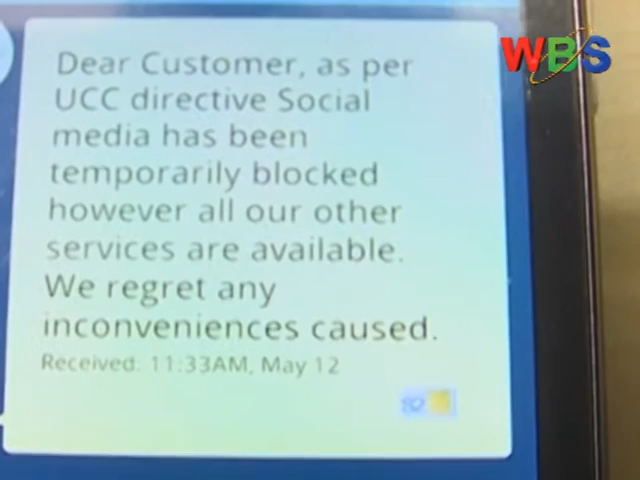 WBS
Dear Customer, as per
UCC directive Social
media has been
temporarily blocked
however all our other
services are available.
We regret any
inconveniences caused.
Received: 11:33AM, May 12